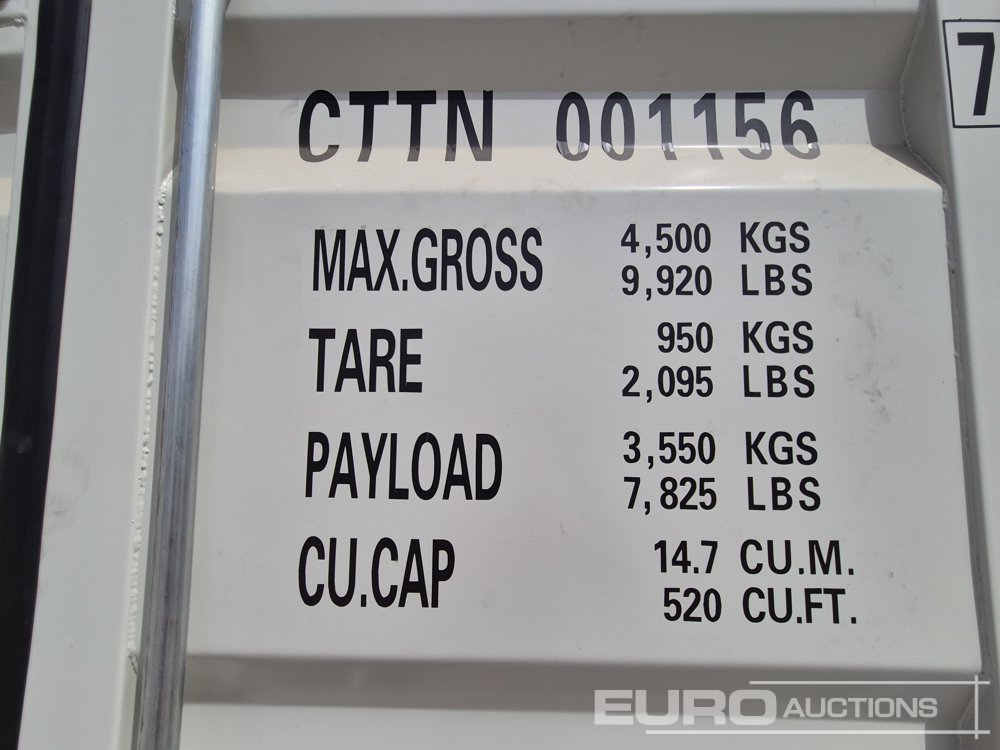 CTTN 001156 7
MAX.GROSS 4,500 KGS
9,920 LBS
TARE 950 KGS
2,095 LBS
PAYLOAD 3,550 KGS
7,825 LBS
CU.CAP 14.7 CU.M.
520 CU.FT.
EURO AUCTIONS